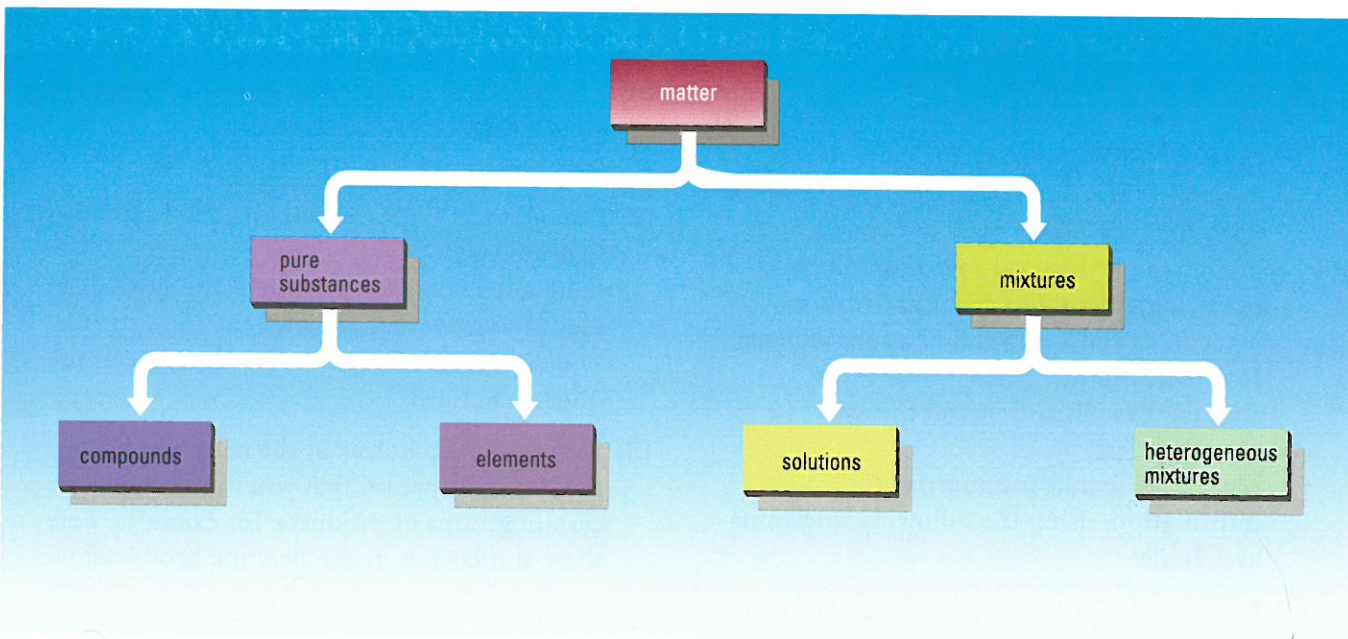 matter
pure
substances
mixtures
compounds
elements
solutions
heterogeneous
mixtures